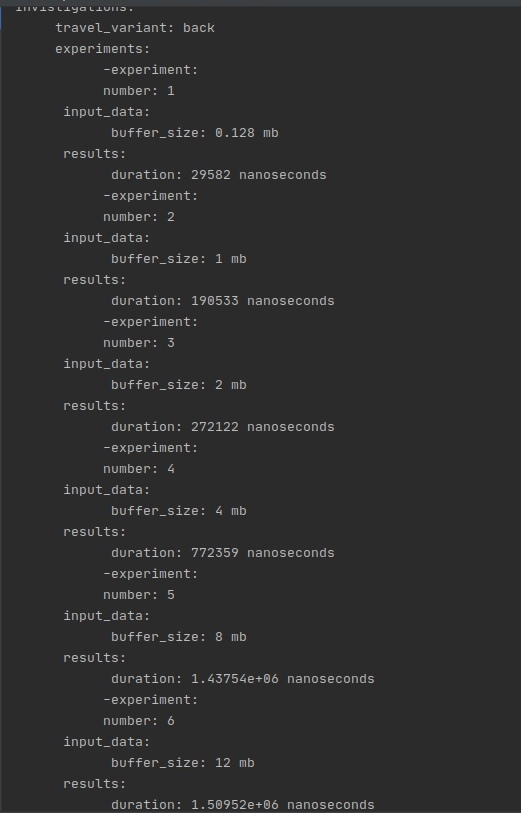 invistigations:
travel_variant: back
experiments:
-experiment:
number: 1
input_data:
buffer_size: 0.128 mb
results:
duration: 29582 nanoseconds
-experiment:
number: 2
input_data:
buffer_size: 1 mb
results:
duration: 190533 nanoseconds
-experiment:
number: 3
input_data:
buffer_size: 2 mb
results:
duration: 272122 nanoseconds
-experiment:
number: 4
input_data:
buffer_size: 4 mb
results:
duration: 772359 nanoseconds
-experiment:
number: 5
input_data:
buffer_size: 8 mb
results:
duration: 1.43754e+06 nanoseconds
-experiment:
number: 6
input_data:
buffer_size: 12 mb
results:
duration: 1.50952e+06 nanoseconds